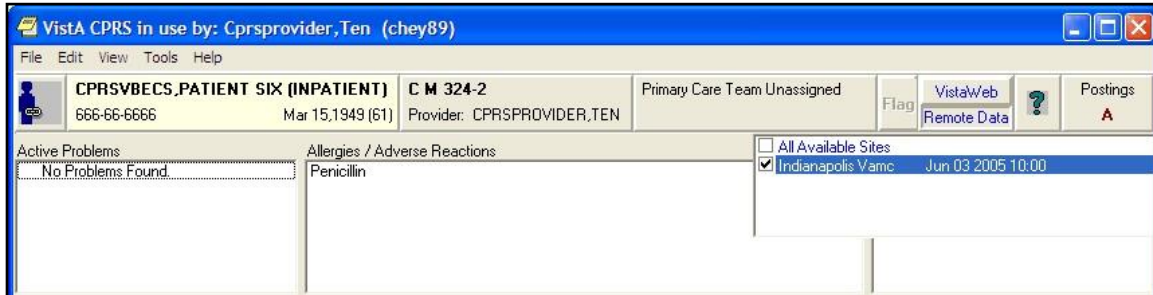 VistA CPRS in use by: Cprsprovider,Ten (chey89)
File Edit View Tools Help
CPRSVBECS,PATIENT SIX (INPATIENT)
666-66-6666 Mar 15,1949 (61)
C M 324-2
Provider: CPRSPROVIDER,TEN
Primary Care Team Unassigned
Flag
VistaWeb
Remote Data
?
Postings
A
Active Problems
No Problems Found.
Allergies / Adverse Reactions
Penicillin
All Available Sites
Indianapolis Vamc Jun 03 2005 10:00